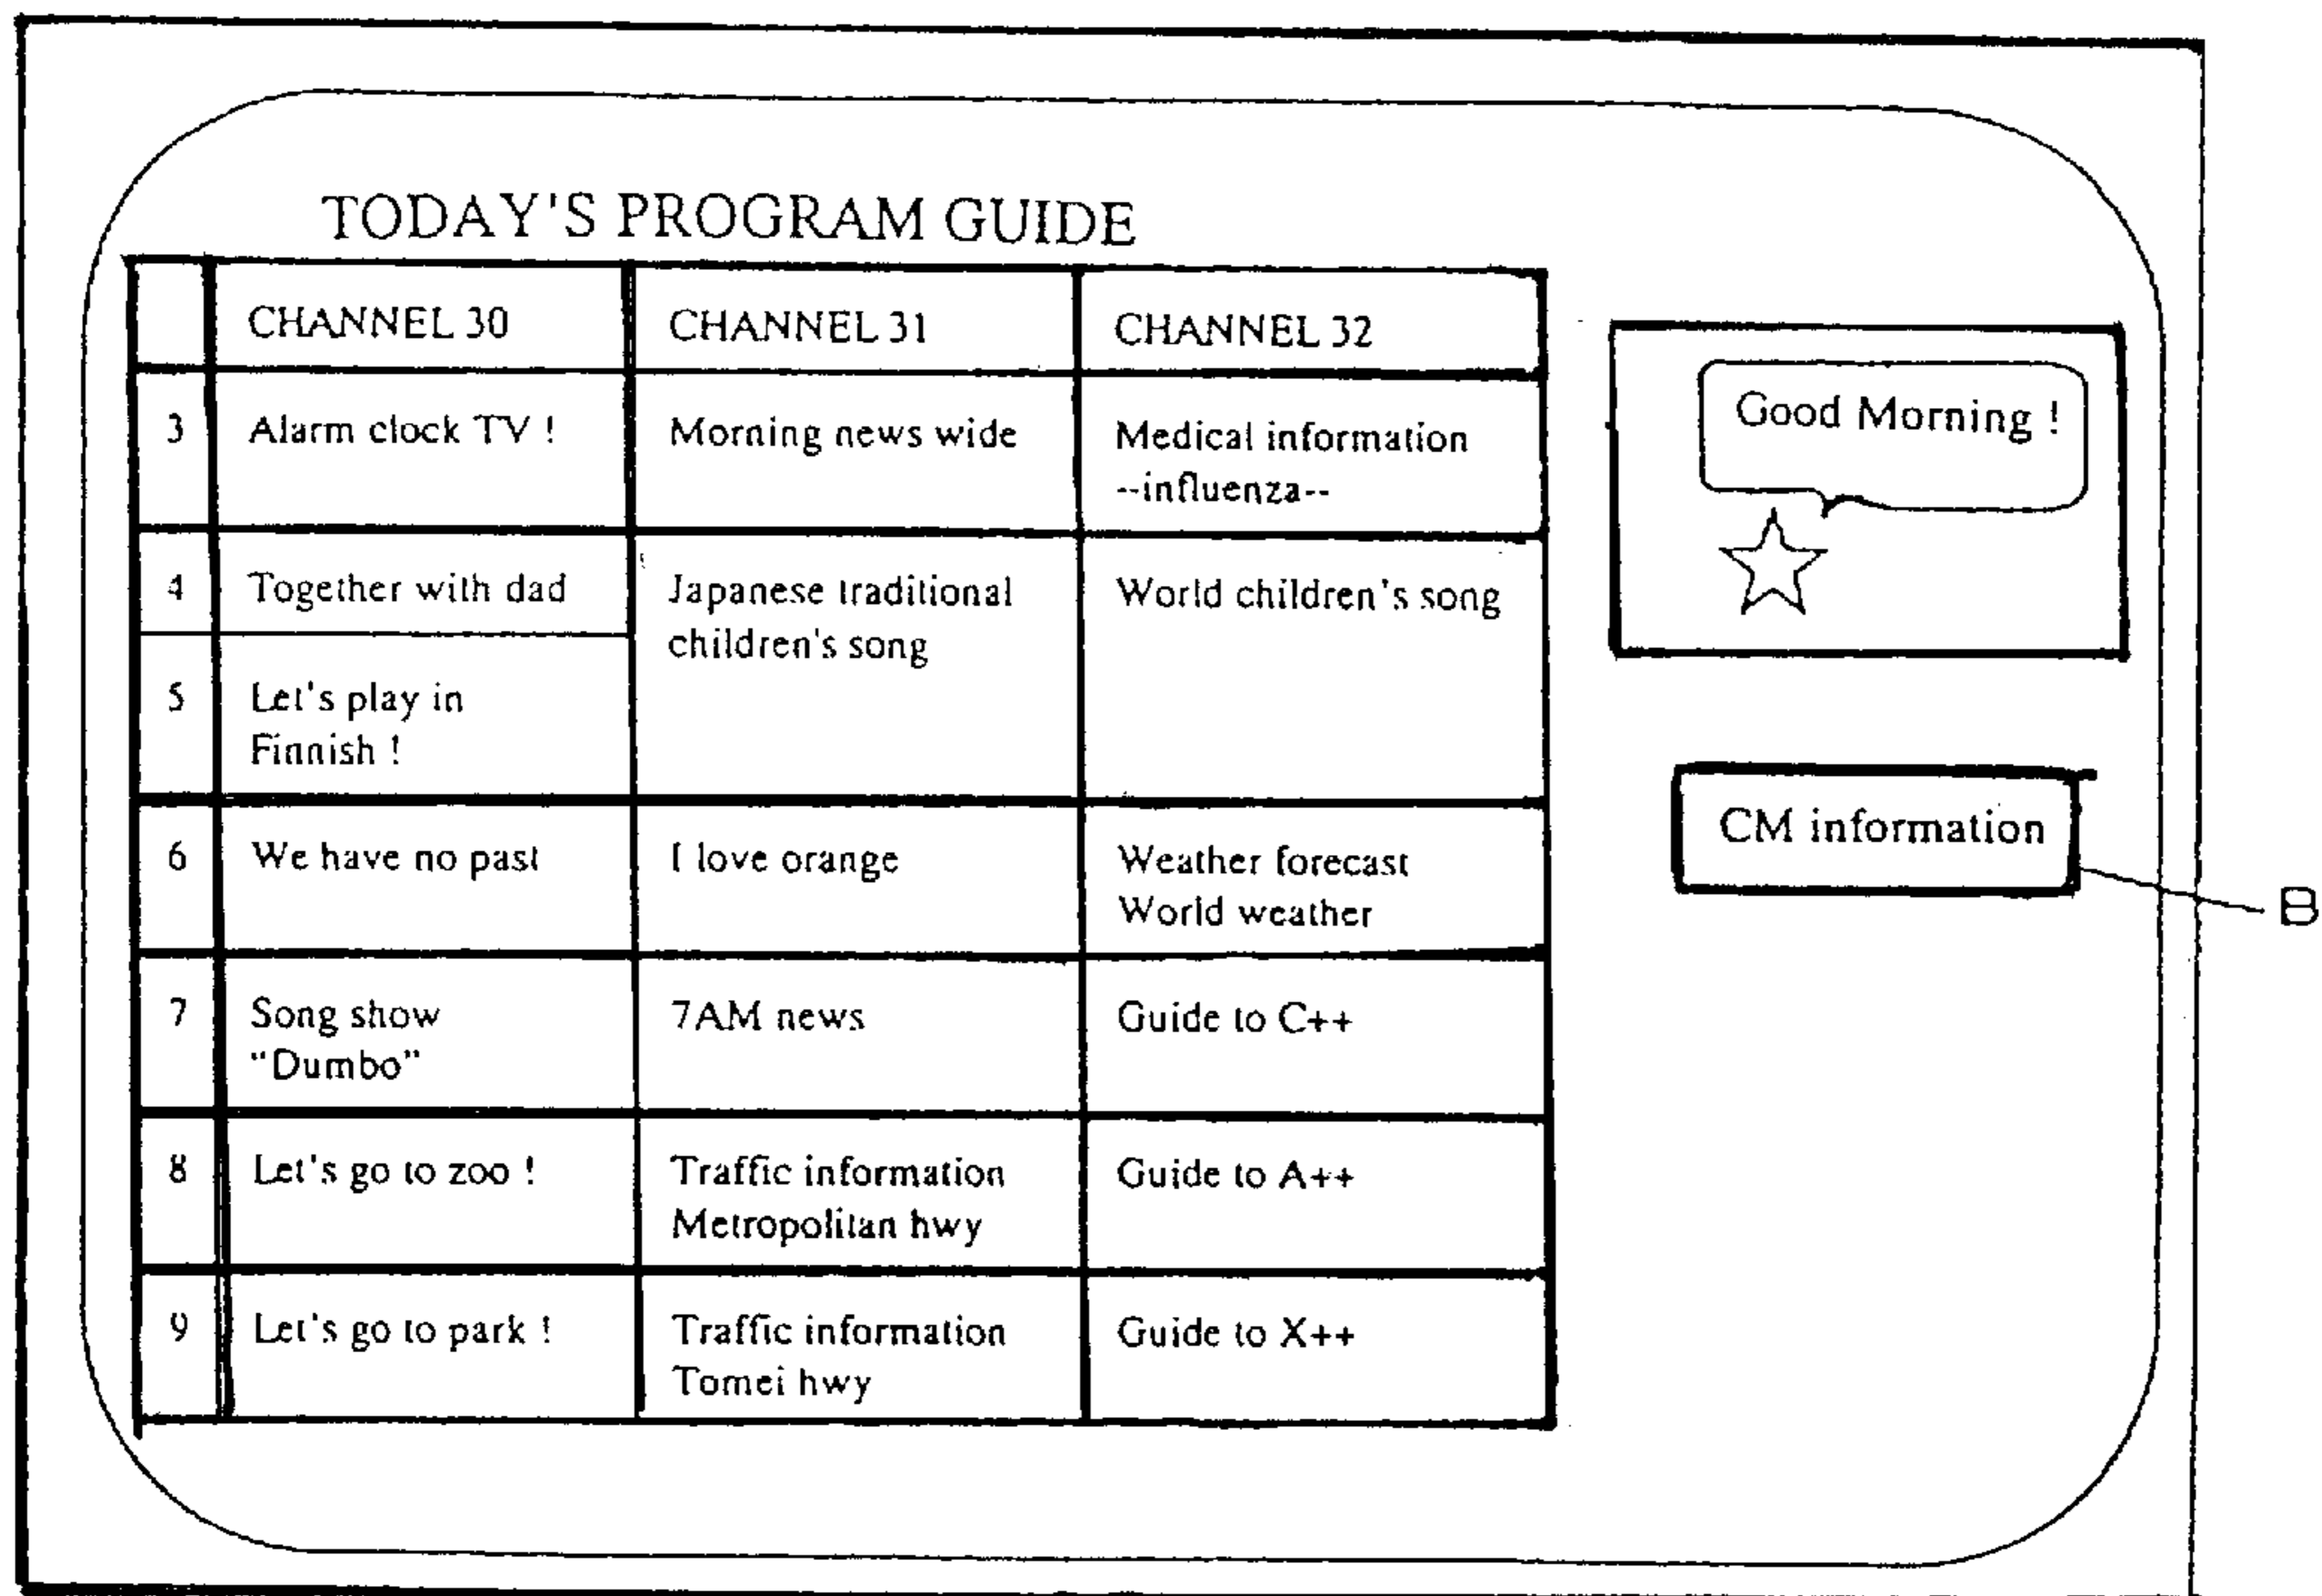 TODAY'S PROGRAM GUIDE
CHANNEL 30
CHANNEL 31
CHANNEL 32
3
Alarm clock TV !
Morning news wide
Medical information
--influenza--
4
Together with dad
Japanese traditional
children's song
World children's song
5
Let's play in
Finnish !
6
We have no past
I love orange
Weather forecast
World weather
7
Song show
"Dumbo"
7AM news
Guide to C++
8
Let's go to zoo !
Traffic information
Metropolitan hwy
Guide to A++
9
Let's go to park !
Traffic information
Tomei hwy
Guide to X++
Good Morning !
CM information
B